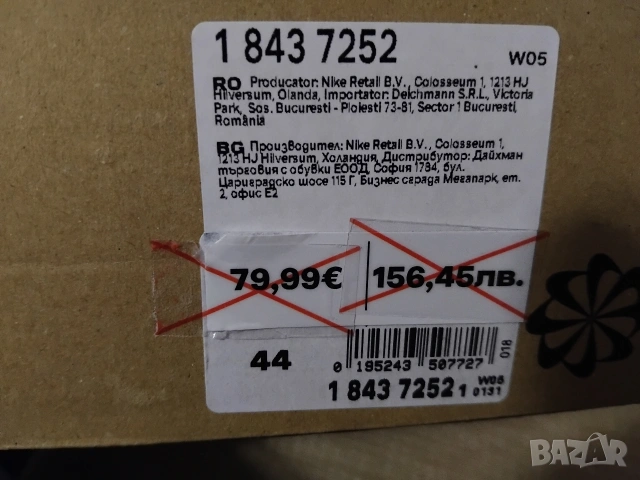 1 843 7252
W05
RO Producator: Nike Retail B.V., Colosseum 1, 1213 HJ
Hilversum, Olanda, Importator: Deichmann S.R.L, Victoria
Park, Sos. Bucuresti - Ploiesti 73-81, Sector 1 Bucuresti,
România
BG Производител: Nike Retail B.V., Colosseum 1,
1213 HJ Hilversum, Холандия, Дистрибутор: Дайхман
търговия с обувки ЕООД, София 1784, бул.
Цариградско шосе 115 Г, Бизнес сграда Мегапарк, ет.
2, офис E2
79,99€ 156,45лв.
44
0 195243 507727
018
1 843 7252 1
W05
0131
BAZAR